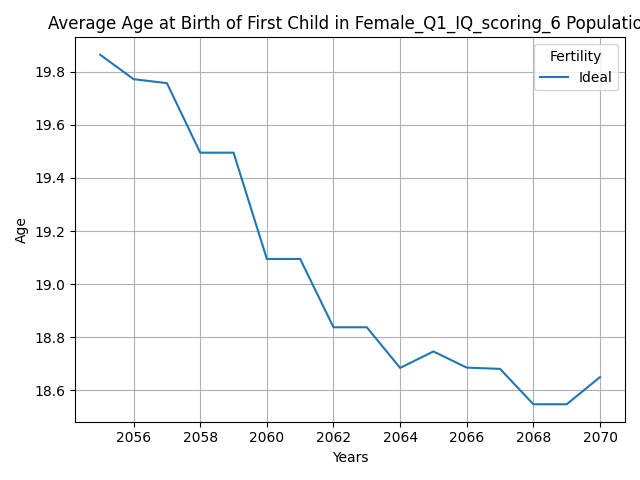 Average Age at Birth of First Child in Female_Q1_IQ_scoring_6 Populatio
Fertility
Ideal
19.8
19.6
19.4
19.2
19.0
18.8
18.6
Age
2056 2058 2060 2062 2064 2066 2068 2070
Years